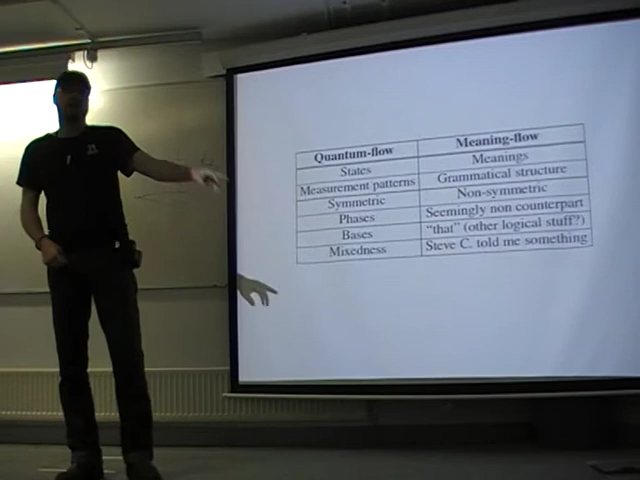 Quantum-flow Meaning-flow
States Meanings
Measurement patterns Grammatical structure
Symmetric Non-symmetric
Phases Seemingly non counterpart
Bases "that" (other logical stuff?)
Mixedness Steve C. told me something